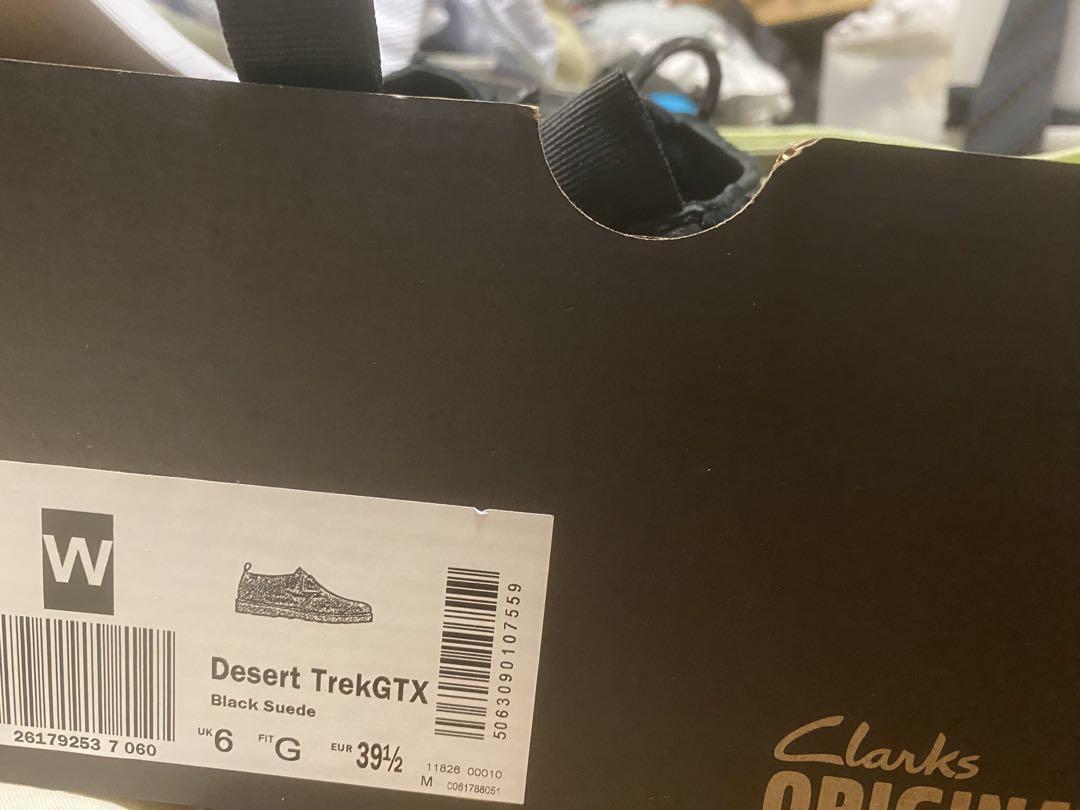 W
26179253 7 060
Desert TrekGTX
Black Suede
UK 6 FIT G EUR 39½
5063090107559
11826 00010
M C081788051
Clarks